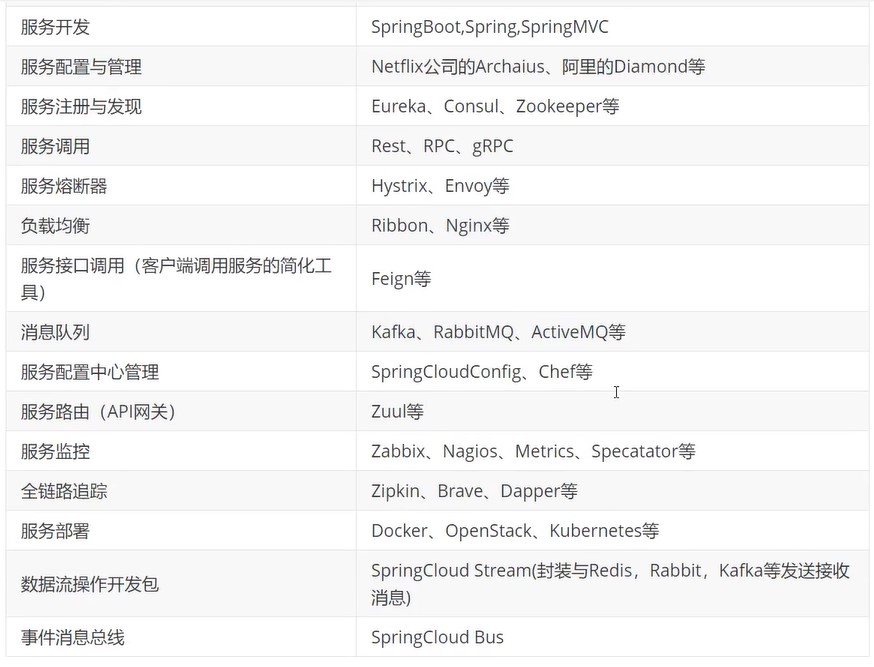 服务开发 SpringBoot,Spring,SpringMVC
服务配置与管理 Netflix公司的Archaius、阿里的Diamond等
服务注册与发现 Eureka、Consul、Zookeeper等
服务调用 Rest、RPC、gRPC
服务熔断器 Hystrix、Envoy等
负载均衡 Ribbon、Nginx等
服务接口调用（客户端调用服务的简化工
具） Feign等
消息队列 Kafka、RabbitMQ、ActiveMQ等
服务配置中心管理 SpringCloudConfig、Chef等
服务路由（API网关） Zuul等
服务监控 Zabbix、Nagios、Metrics、Specatator等
全链路追踪 Zipkin、Brave、Dapper等
服务部署 Docker、OpenStack、Kubernetes等
数据流操作开发包 SpringCloud Stream(封装与Redis，Rabbit，Kafka等发送接收
消息)
事件消息总线 SpringCloud Bus